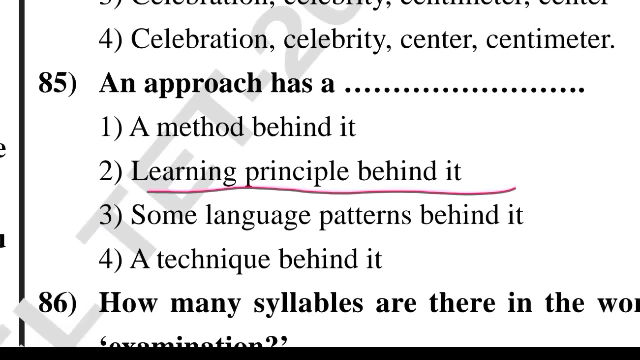 4) Celebration, celebrity, center, centimeter.
85) An approach has a ……………………
1) A method behind it
2) Learning principle behind it
3) Some language patterns behind it
4) A technique behind it
86) How many syllables are there in the
‘examination?’